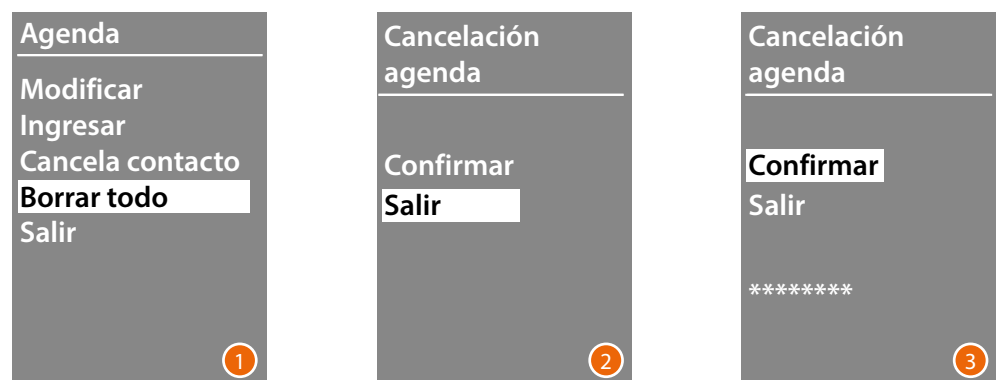 Agenda
Modificar
Ingresar
Cancela contacto
Borrar todo
Salir
1
Cancelación
agenda
Confirmar
Salir
2
Cancelación
agenda
Confirmar
Salir
********
3